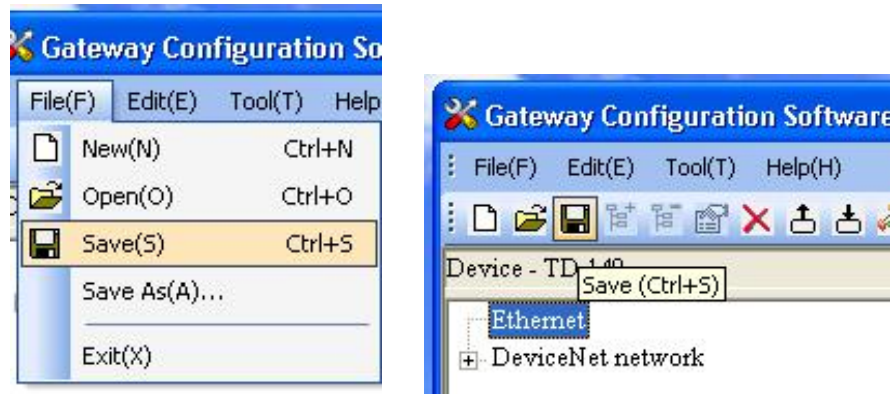 Gateway Configuration So
File(F) Edit(E) Tool(T) Help
New(N) Ctrl+N
Open(O) Ctrl+O
Save(S) Ctrl+S
Save As(A)...
Exit(X)
Gateway Configuration Software
File(F) Edit(E) Tool(T) Help(H)
Device - TD
Save (Ctrl+S)
Ethernet
DeviceNet network